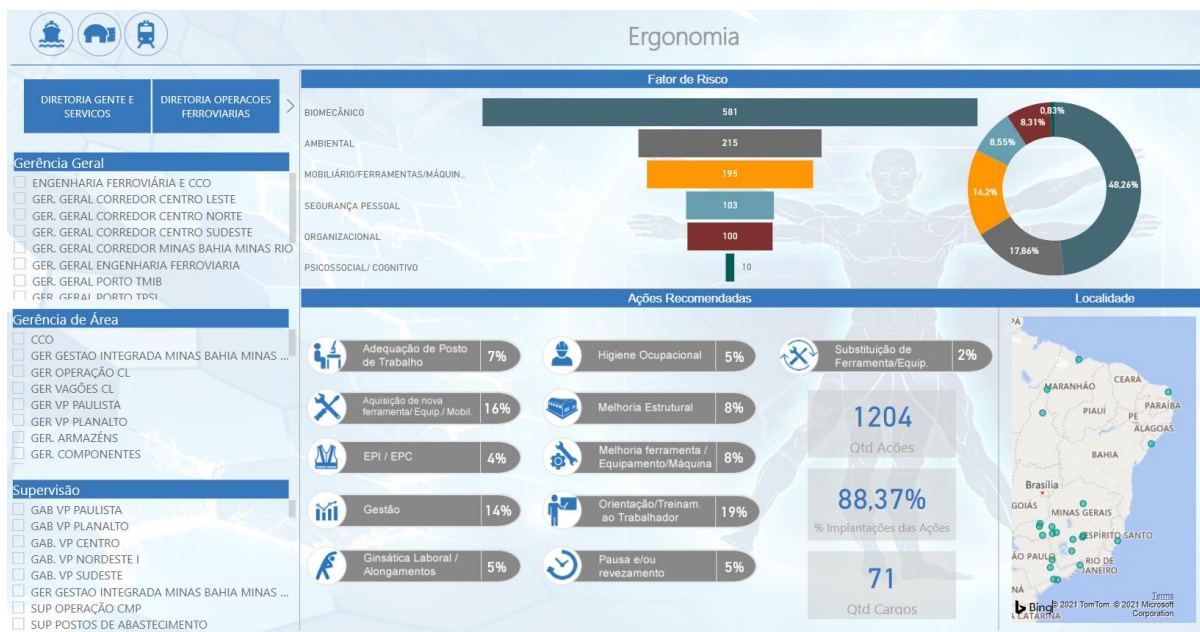 Ergonomia
DIRETORIA GENTE E
SERVICOS
DIRETORIA OPERACOES
FERROVIARIAS
Gerência Geral
ENGENHARIA FERROVIÁRIA E CCO
GER. GERAL CORREDOR CENTRO LESTE
GER. GERAL CORREDOR CENTRO NORTE
GER. GERAL CORREDOR CENTRO SUDESTE
GER. GERAL CORREDOR MINAS BAHIA MINAS RIO
GER. GERAL ENGENHARIA FERROVIARIA
GER. GERAL PORTO TMIB
GER. GERAL PORTO TPSL
Gerência de Área
CCO
GER GESTAO INTEGRADA MINAS BAHIA MINAS ...
GER OPERAÇÃO CL
GER VAGÕES CL
GER VP PAULISTA
GER VP PLANALTO
GER. ARMAZÉNS
GER. COMPONENTES
Supervisão
GAB VP PAULISTA
GAB VP PLANALTO
GAB. VP CENTRO
GAB. VP NORDESTE I
GAB. VP SUDESTE
GER GESTAO INTEGRADA MINAS BAHIA MINAS ...
SUP OPERAÇÃO CMP
SUP POSTOS DE ABASTECIMENTO
Fator de Risco
BIOMECÂNICO 581
AMBIENTAL 215
MOBILIÁRIO/FERRAMENTAS/MÁQUIN... 195
SEGURANÇA PESSOAL 103
ORGANIZACIONAL 100
PSICOSSOCIAL/ COGNITIVO 10
0,83%
8,31%
8,55%
16,2%
17,86%
48,26%
Ações Recomendadas
Adequação de Posto
de Trabalho
7%
Aquisição de nova
ferramenta/ Equip./ Mobil.
16%
EPI / EPC
4%
Gestão
14%
Ginsática Laboral /
Alongamentos
5%
Higiene Ocupacional
5%
Melhoria Estrutural
8%
Melhoria ferramenta /
Equipamento/Máquina
8%
Orientação/Treinam.
ao Trabalhador
19%
Pausa e/ou
revezamento
5%
Substituição de
Ferramenta/Equip.
2%
1204
Qtd Acões
88,37%
% Implantações das Ações
71
Qtd Cargos
Localidade
PÁ
MARANHÃO
CEARÁ
PIAUÍ
PARAÍBA
PE
ALAGOAS
BAHIA
Brasília
GOIÁS
MINAS GERAIS
ESPÍRITO SANTO
ÃO PAULO
RIO DE
JANEIRO
NÁ
CATARINA
Bing
Terms
© 2021 TomTom, © 2021 Microsoft
Corporation